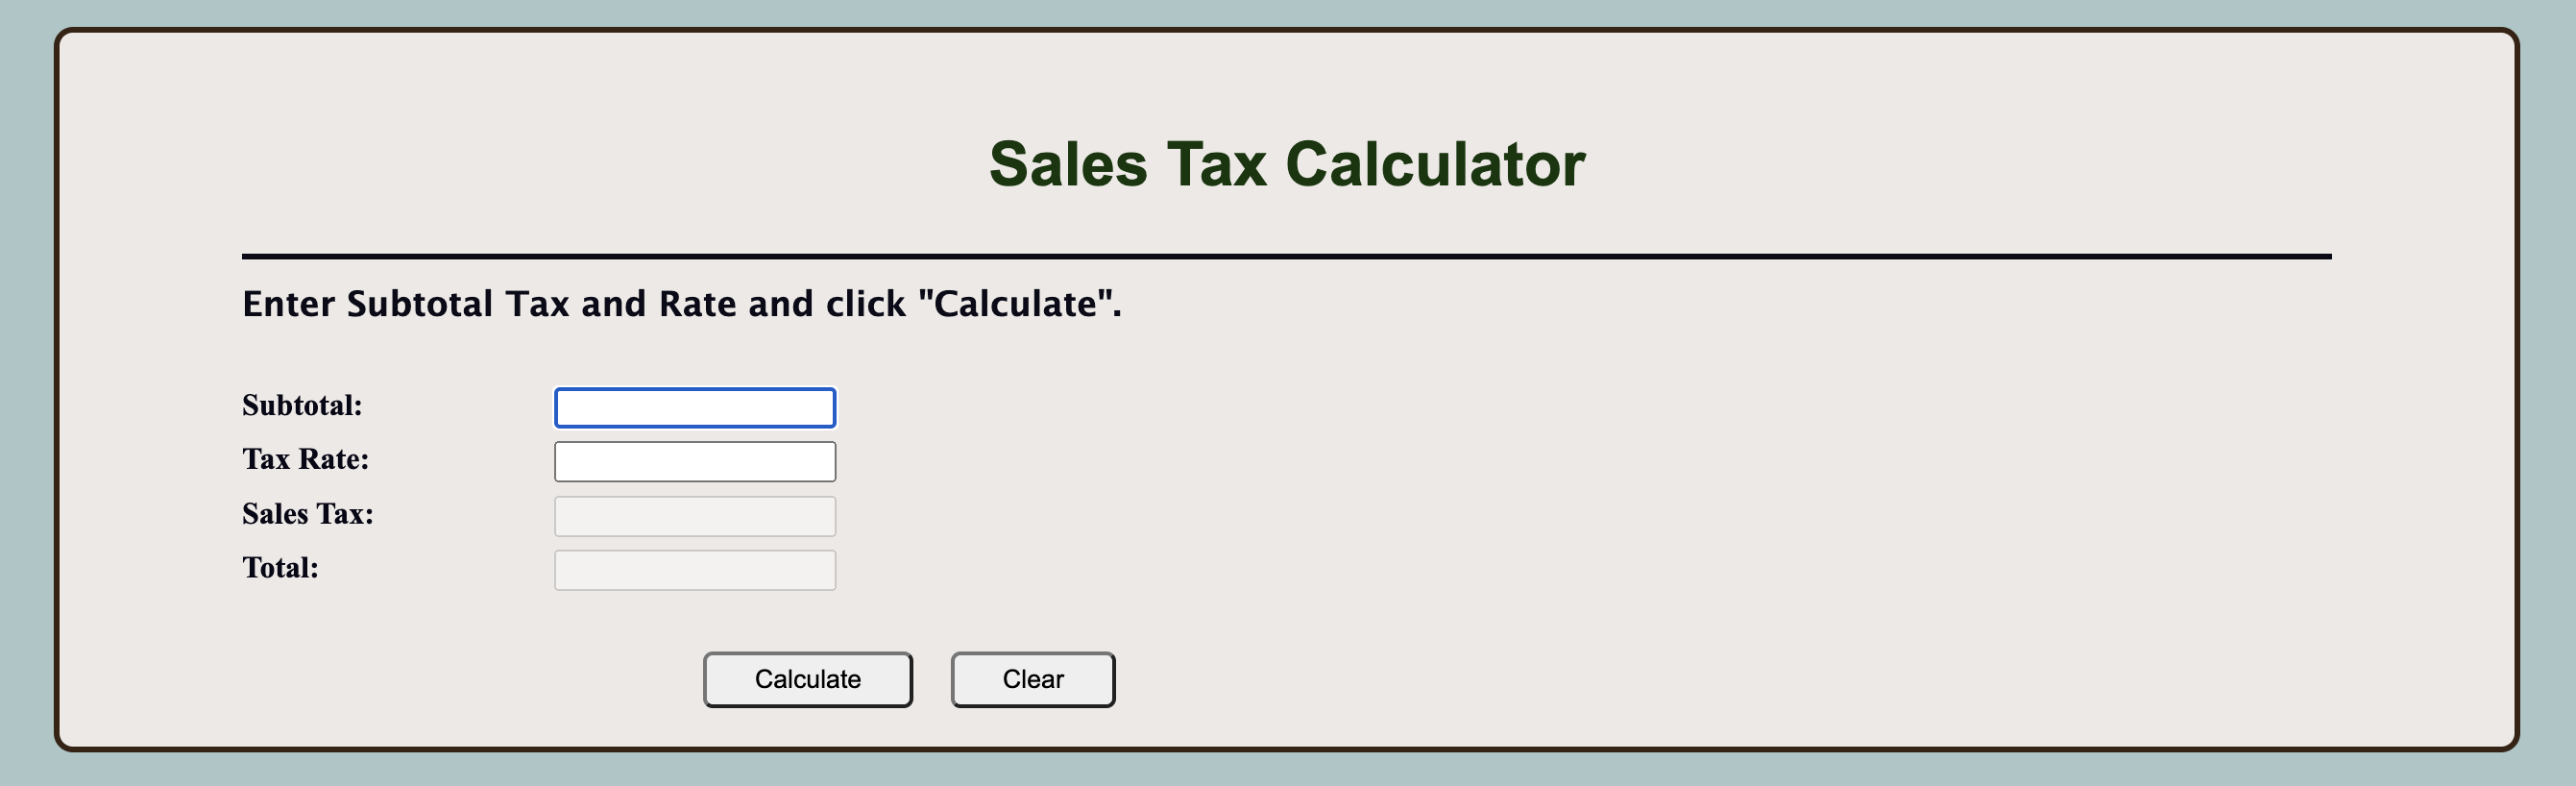 Sales Tax Calculator
Enter Subtotal Tax and Rate and click "Calculate".
Subtotal:
Tax Rate:
Sales Tax:
Total:
Calculate Clear